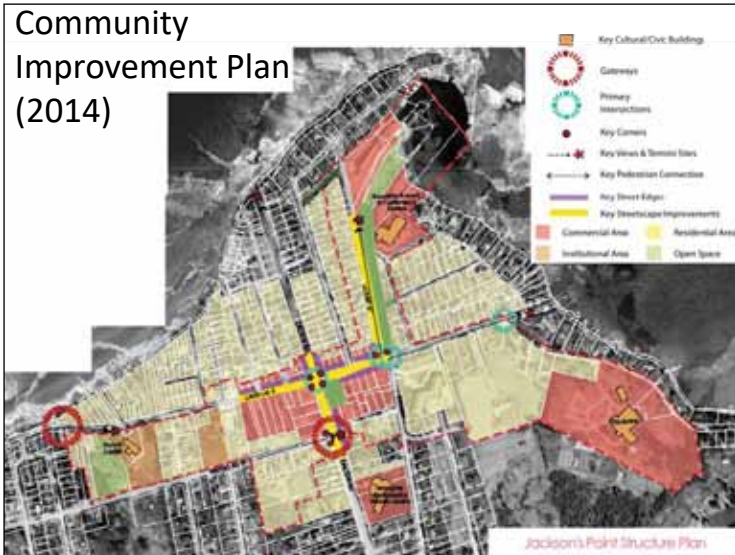 Community
Improvement Plan
(2014)
Key Cultural/Civic Buildings
Gateways
Primary
Intersections
Key Corners
Key Views & Termini Sites
Key Pedestrian Connection
Key Street Edges
Key Streetscape Improvements
Commercial Area
Residential Area
Institutional Area
Open Space
Jackson's Point Structure Plan